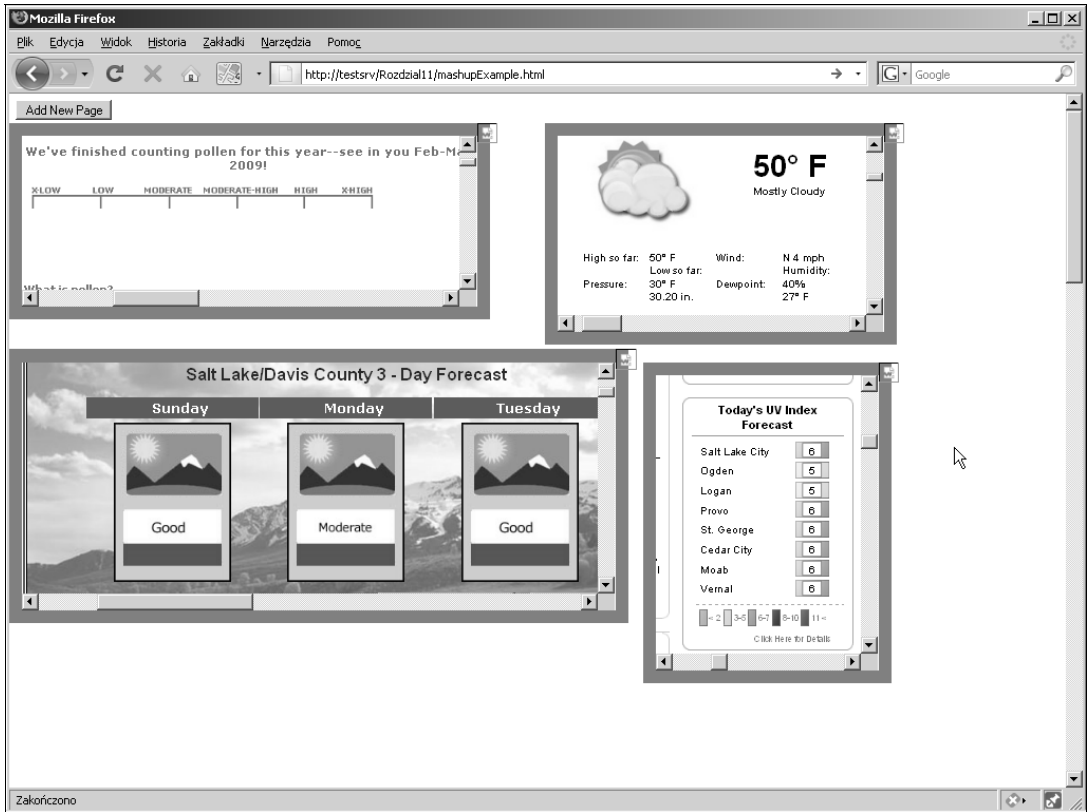 Mozilla Firefox
Plik Edycja Widok Historia Zakładki Narzędzia Pomoc
http://testsrv/Rozdzial11/mashupExample.html
G Google
Add New Page
We've finished counting pollen for this year--see in you Feb-Ma
2009!
X-LOW LOW MODERATE MODERATE-HIGH HIGH X-HIGH
What is pollen?
50° F
Mostly Cloudy
High so far: 50° F Wind: N 4 mph
Low so far: Humidity:
Pressure: 30° F Dewpoint: 40%
30.20 in. 27° F
Salt Lake/Davis County 3 - Day Forecast
Sunday Monday Tuesday
Good Moderate Good
Today's UV Index
Forecast
Salt Lake City 6
Ogden 5
Logan 5
Provo 6
St. George 6
Cedar City 6
Moab 6
Vernal 6
< 2 3-5 6-7 8-10 11 <
Click Here for Details
Zakończono